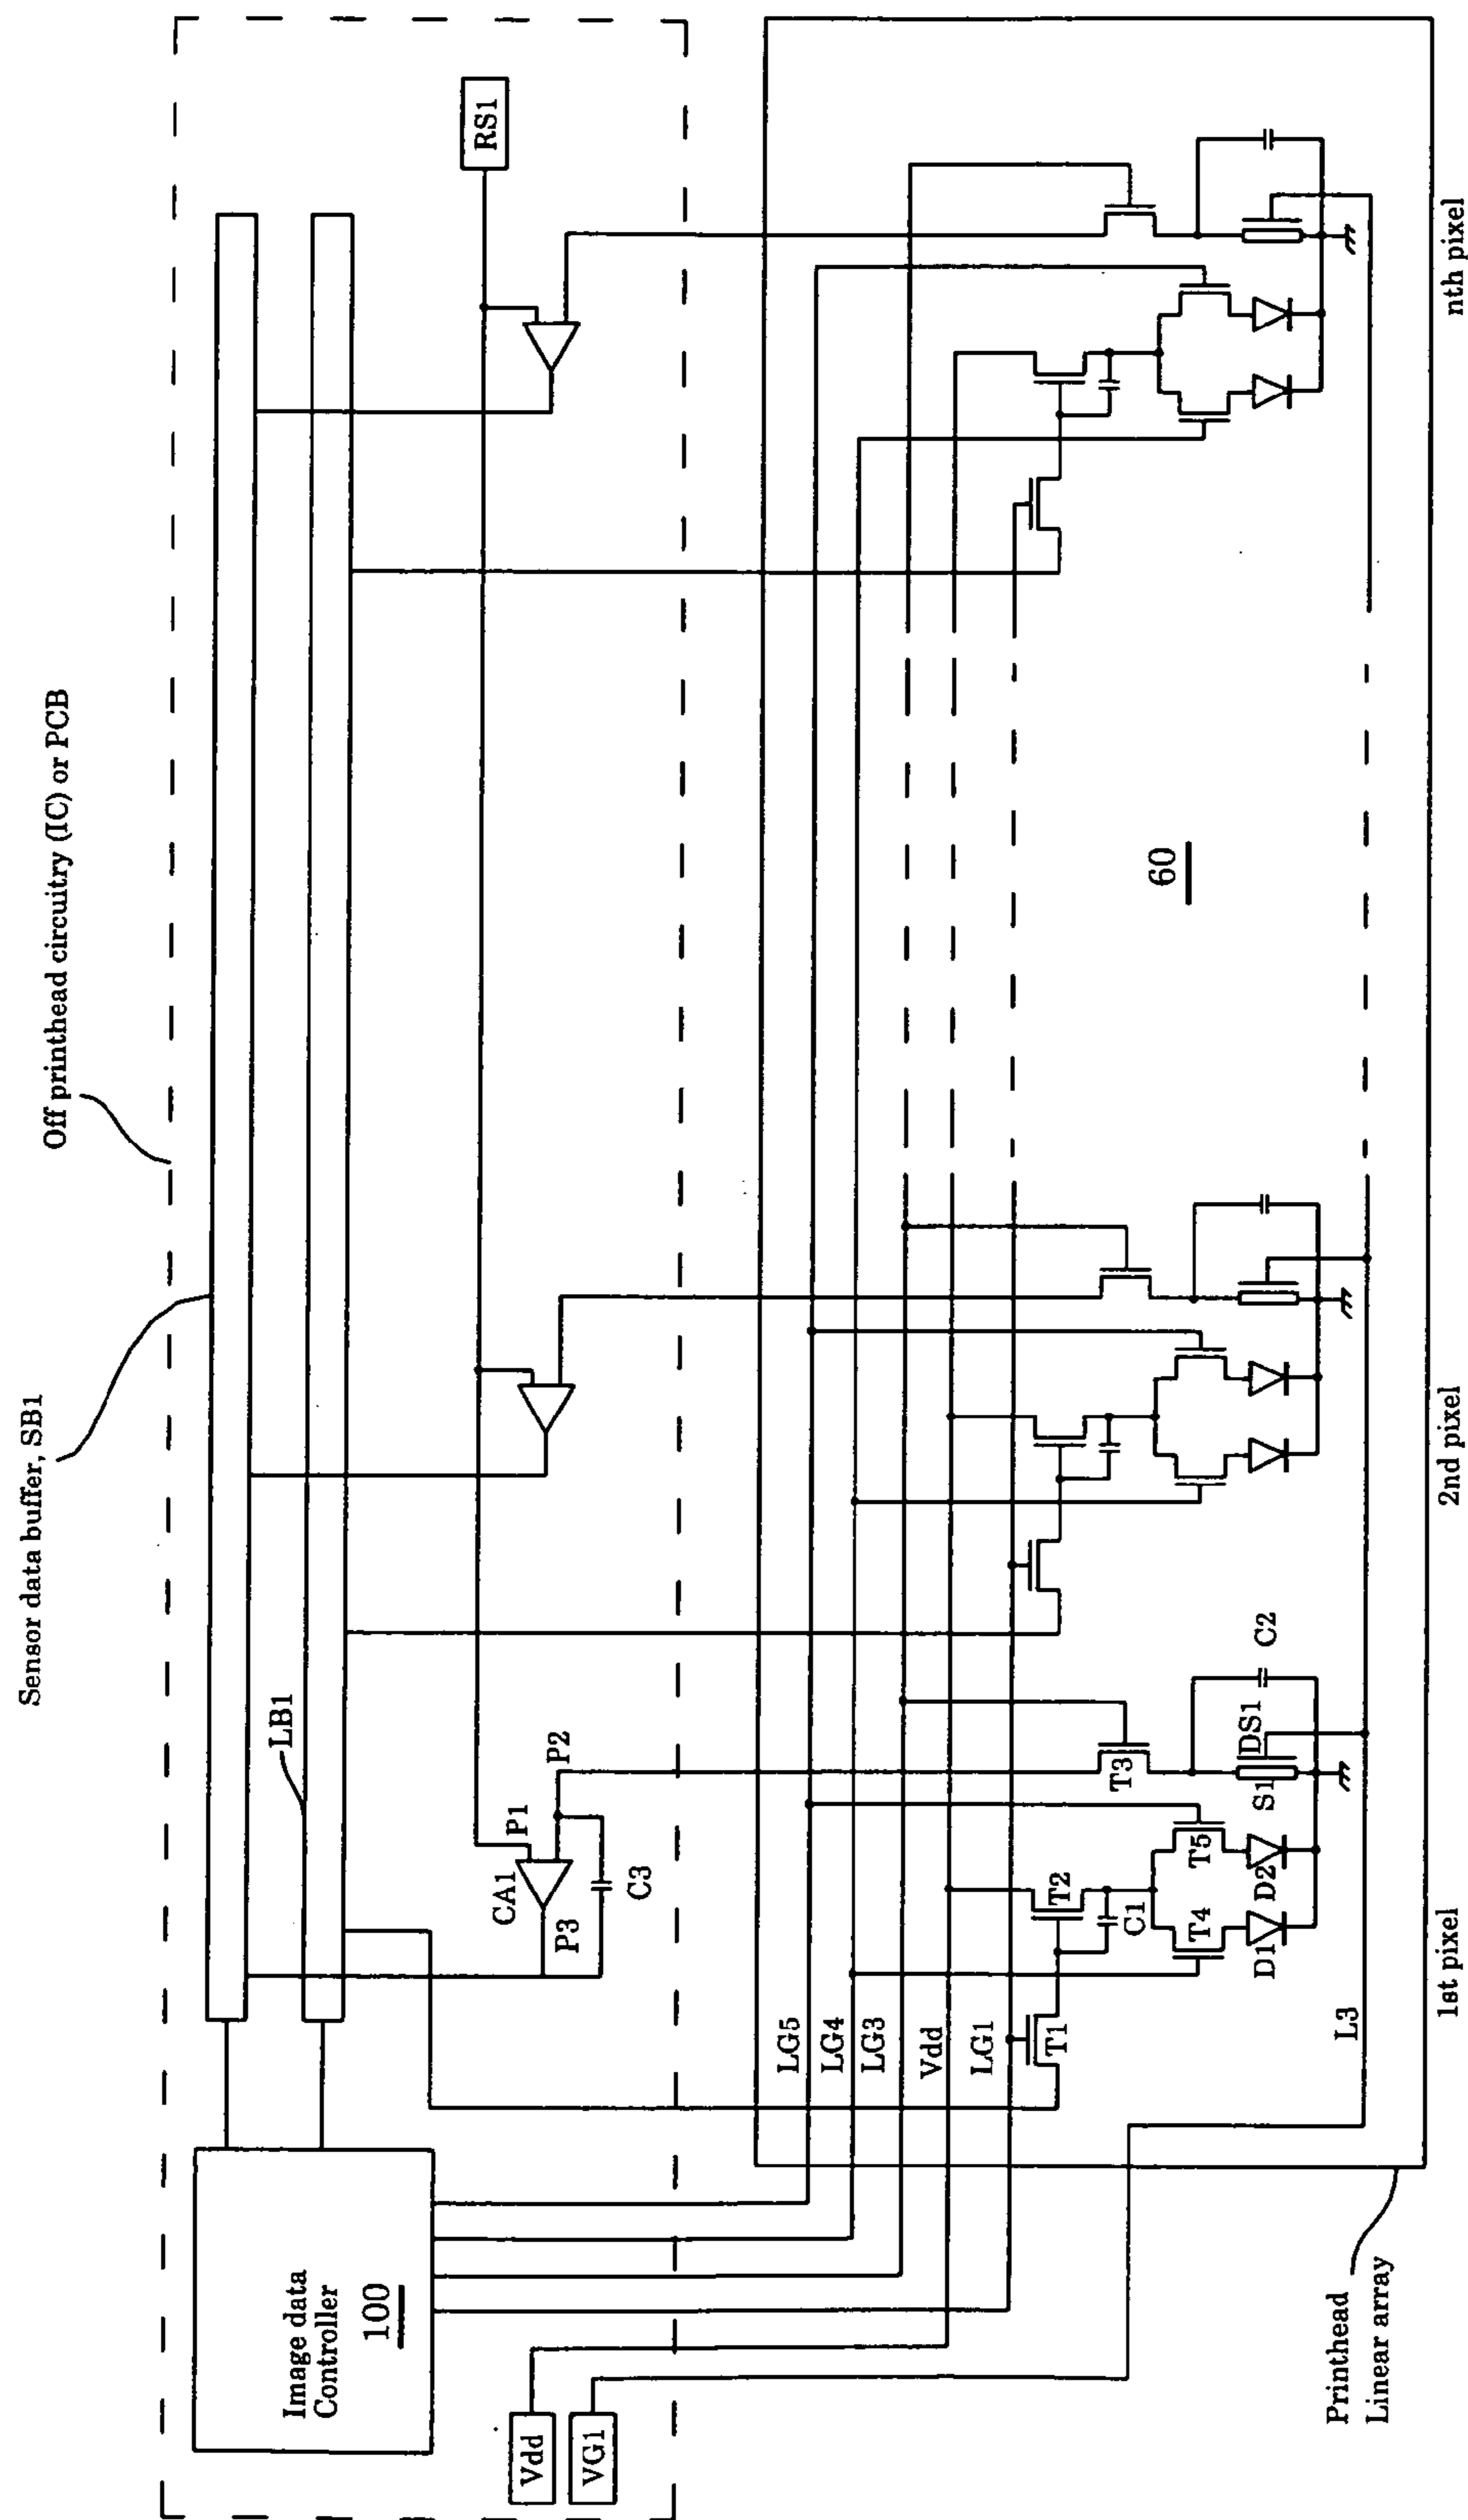 Off printhead circuitry (IC) or PCB
Sensor data buffer, SB1
LB1
Image data
Controller
100
Vdd
VG1
RS1
CA1
P1
P2
P3
C3
LG5
LG4
LG3
Vdd
LG1
T1
T2
C1
T3
T4
T5
D1
D2
S1
DS1
C2
L3
60
1st pixel
2nd pixel
nth pixel
Printhead
Linear array